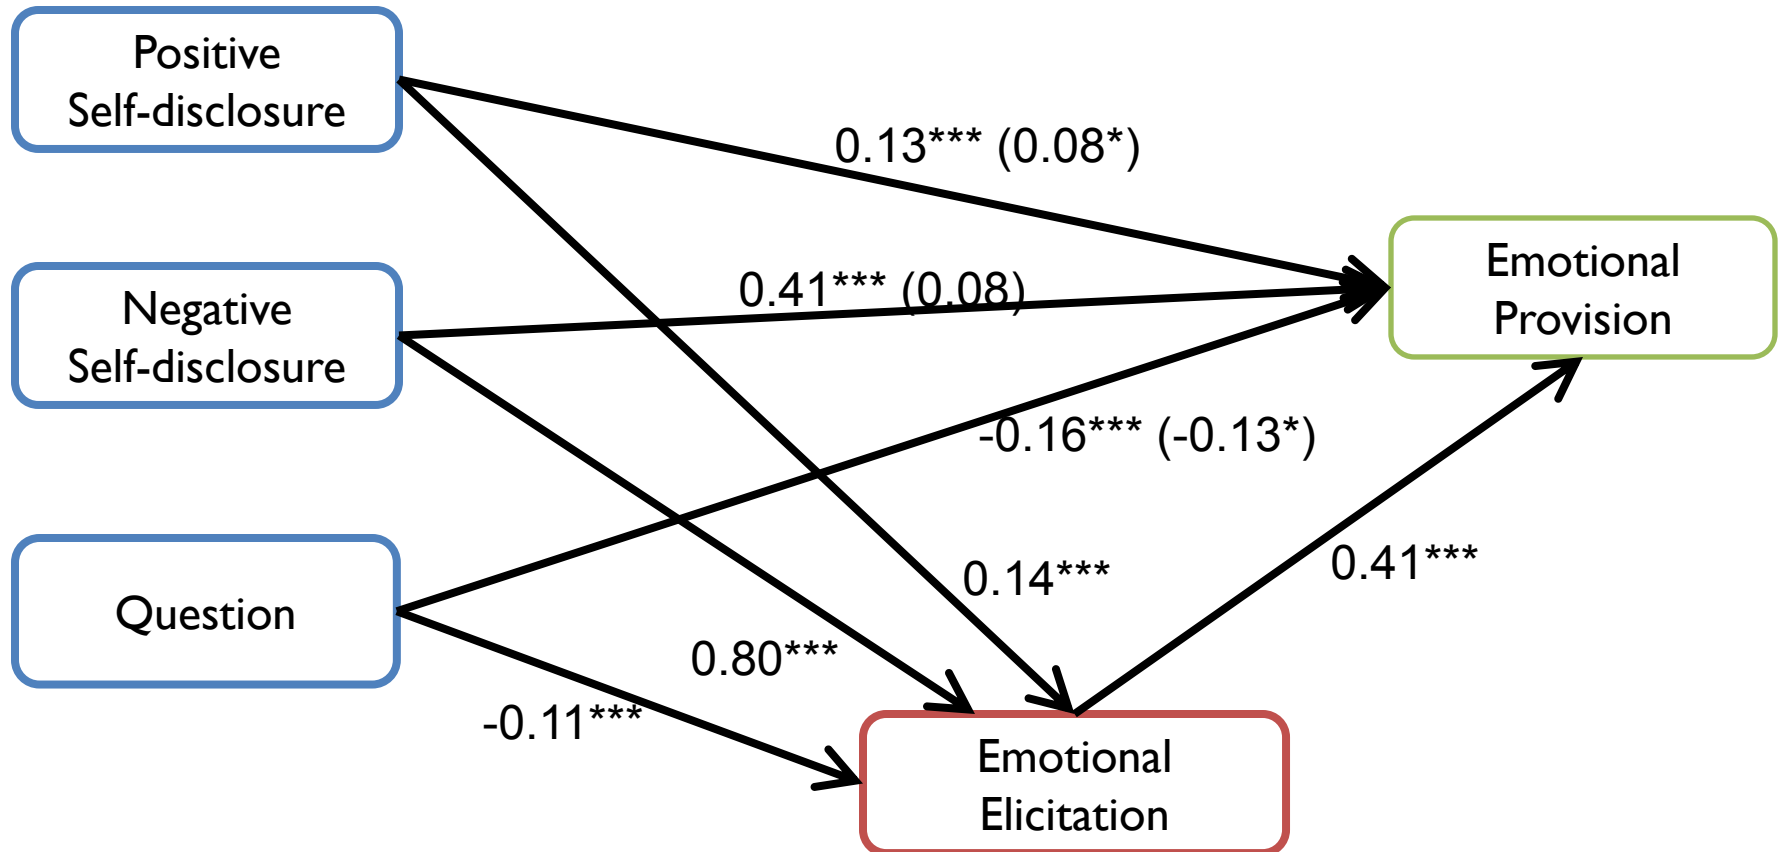 Positive
Self-disclosure
0.13*** (0.08*)
Negative
Self-disclosure
0.41*** (0.08)
Emotional
Provision
-0.16*** (-0.13*)
Question
0.14***
0.41***
0.80***
-0.11***
Emotional
Elicitation